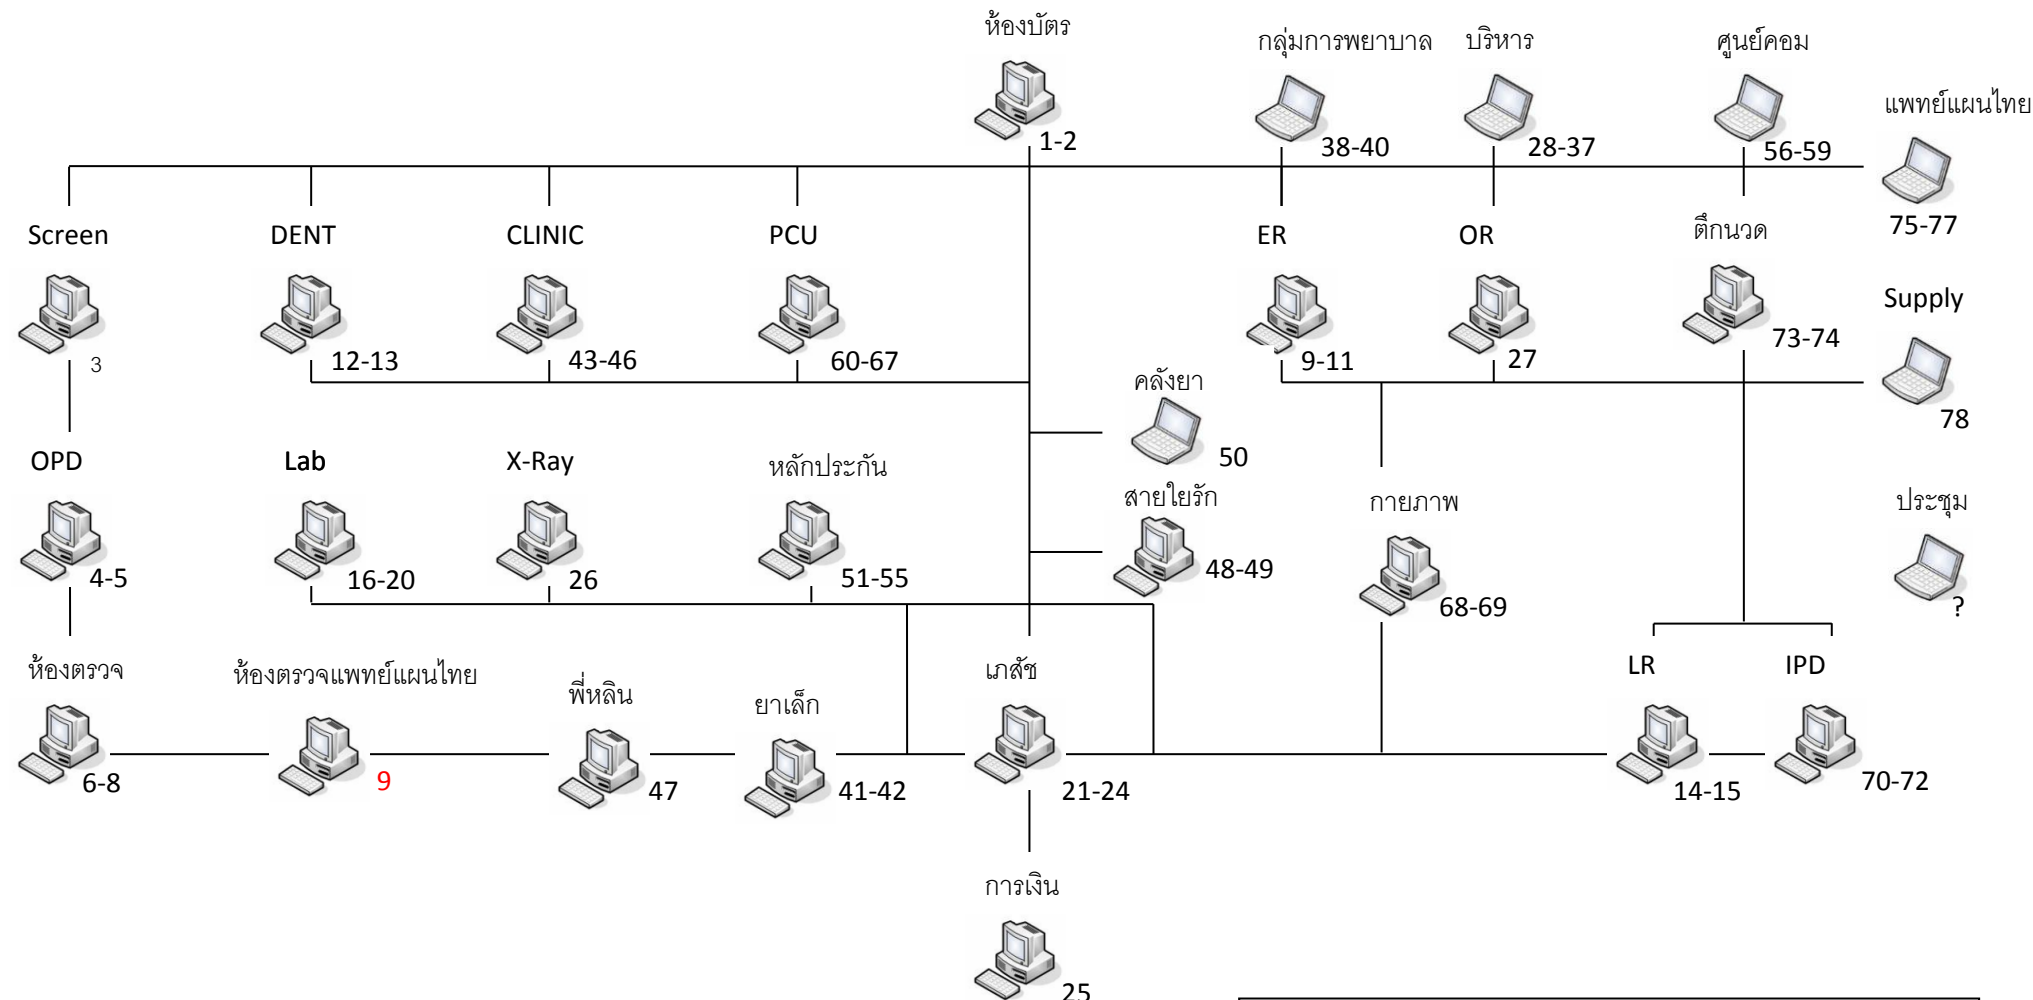 ห้องบัตร
1-2
กลุ่มการพยาบาล
38-40
บริหาร
28-37
ศูนย์คอม
56-59
แพทย์แผนไทย
75-77
Screen
3
DENT
12-13
CLINIC
43-46
PCU
60-67
ER
9-11
OR
27
ตึกนวด
73-74
Supply
78
คลังยา
50
OPD
4-5
Lab
16-20
X-Ray
26
หลักประกัน
51-55
สายใยรัก
48-49
กายภาพ
68-69
ประชุม
?
ห้องตรวจ
6-8
ห้องตรวจแพทย์แผนไทย
9
พี่หลิน
47
ยาเล็ก
41-42
เภสัช
21-24
LR
14-15
IPD
70-72
การเงิน
25